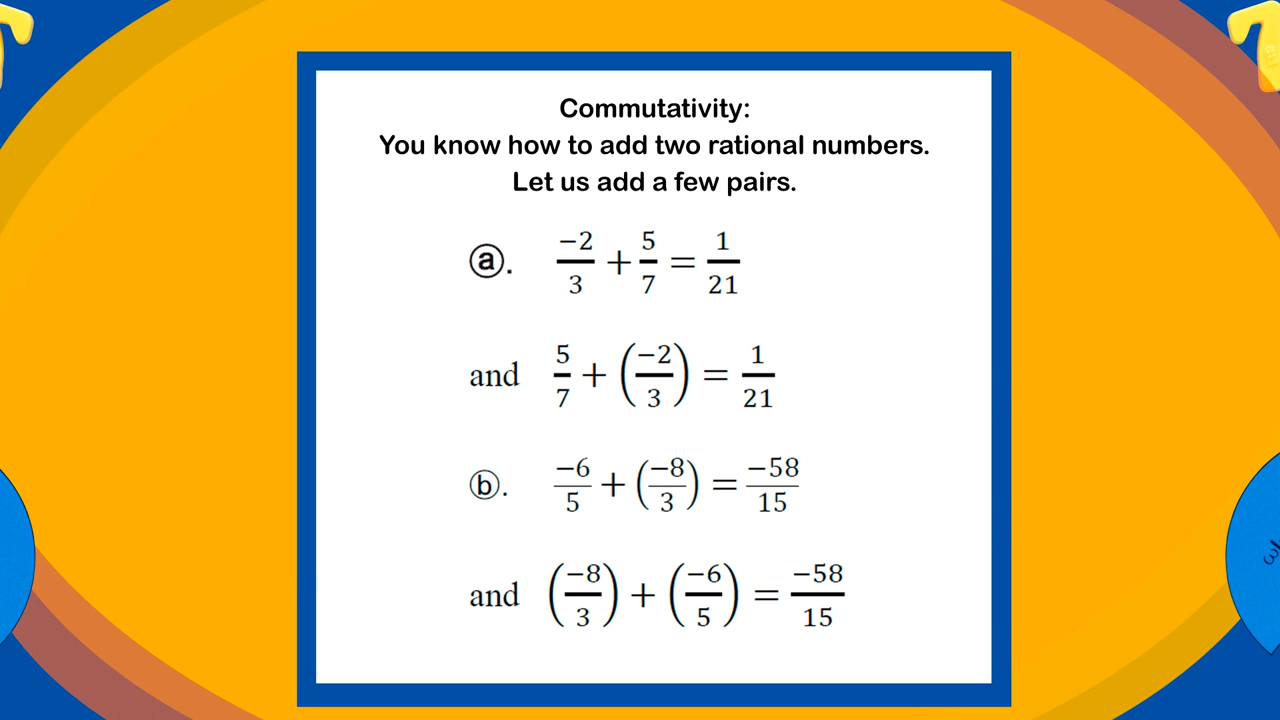 Commutativity:
You know how to add two rational numbers.
Let us add a few pairs.
ⓐ. −2/3 + 5/7 = 1/21
and 5/7 + (−2/3) = 1/21
ⓑ. −6/5 + (−8/3) = −58/15
and (−8/3) + (−6/5) = −58/15